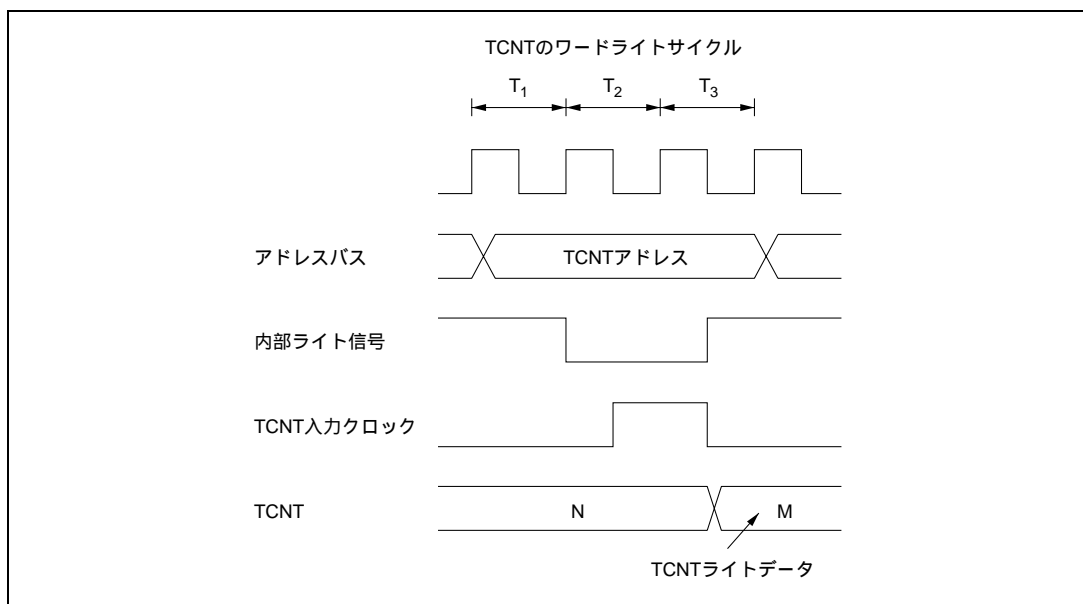 TCNTのワードライトサイクル
T1 T2 T3
アドレスバス TCNTアドレス
内部ライト信号
TCNT入力クロック
TCNT N M
TCNTライトデータ